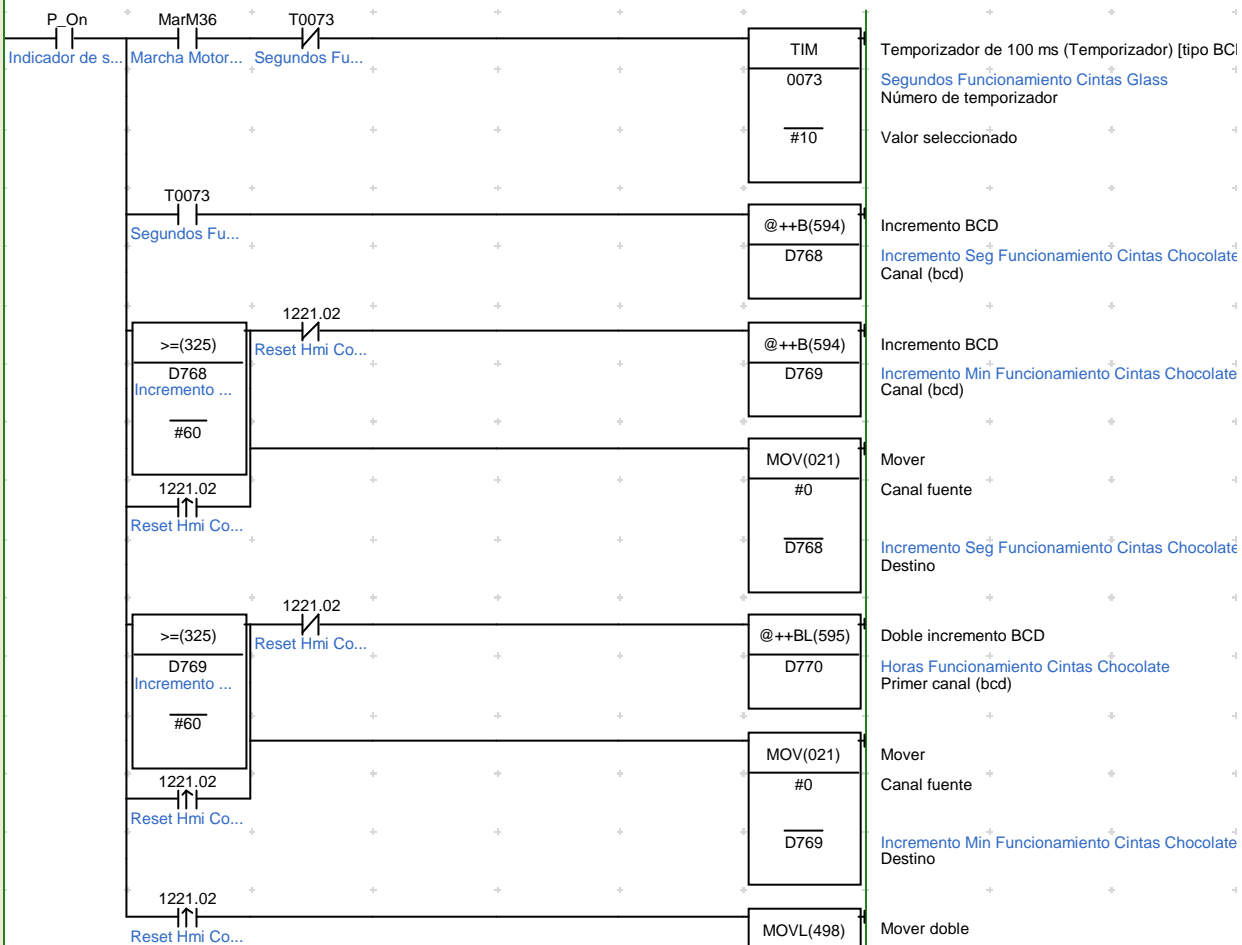 P_On MarM36 T0073
Indicador de s... Marcha Motor... Segundos Fu...
TIM Temporizador de 100 ms (Temporizador) [tipo BC
0073 Segundos Funcionamiento Cintas Glass
Número de temporizador
#10 Valor seleccionado
T0073
Segundos Fu...
@++B(594) Incremento BCD
D768 Incremento Seg Funcionamiento Cintas Chocolate
Canal (bcd)
1221.02
Reset Hmi Co...
>=(325) @++B(594) Incremento BCD
D768 D769 Incremento Min Funcionamiento Cintas Chocolate
Incremento ... Canal (bcd)
#60
MOV(021) Mover
1221.02 #0 Canal fuente
Reset Hmi Co...
D768 Incremento Seg Funcionamiento Cintas Chocolate
Destino
1221.02
Reset Hmi Co...
>=(325) @++BL(595) Doble incremento BCD
D769 D770 Horas Funcionamiento Cintas Chocolate
Incremento ... Primer canal (bcd)
#60
MOV(021) Mover
1221.02 #0 Canal fuente
Reset Hmi Co...
D769 Incremento Min Funcionamiento Cintas Chocolate
Destino
1221.02
Reset Hmi Co...
MOVL(498) Mover doble